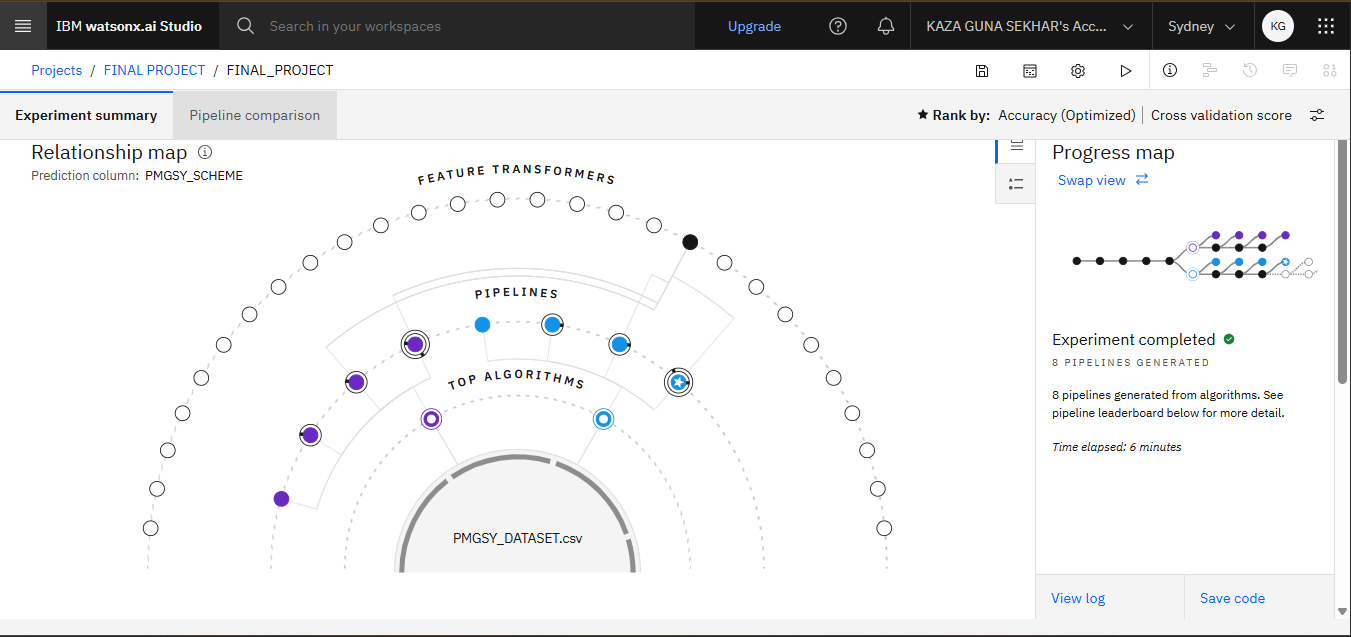 IBM watsonx.ai Studio
Search in your workspaces
Upgrade
KAZA GUNA SEKHAR's Acc...
Sydney
KG
Projects / FINAL PROJECT / FINAL_PROJECT
Experiment summary
Pipeline comparison
Rank by: Accuracy (Optimized) | Cross validation score
Relationship map
Prediction column: PMGSY_SCHEME
FEATURE TRANSFORMERS
PIPELINES
TOP ALGORITHMS
PMGSY_DATASET.csv
Progress map
Swap view
Experiment completed
8 PIPELINES GENERATED
8 pipelines generated from algorithms. See
pipeline leaderboard below for more detail.
Time elapsed: 6 minutes
View log
Save code